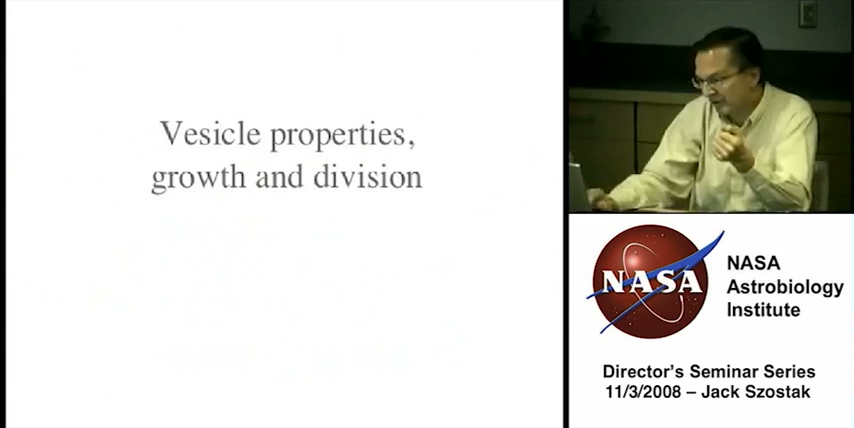 Vesicle properties,
growth and division
NASA
NASA
Astrobiology
Institute
Director's Seminar Series
11/3/2008 – Jack Szostak